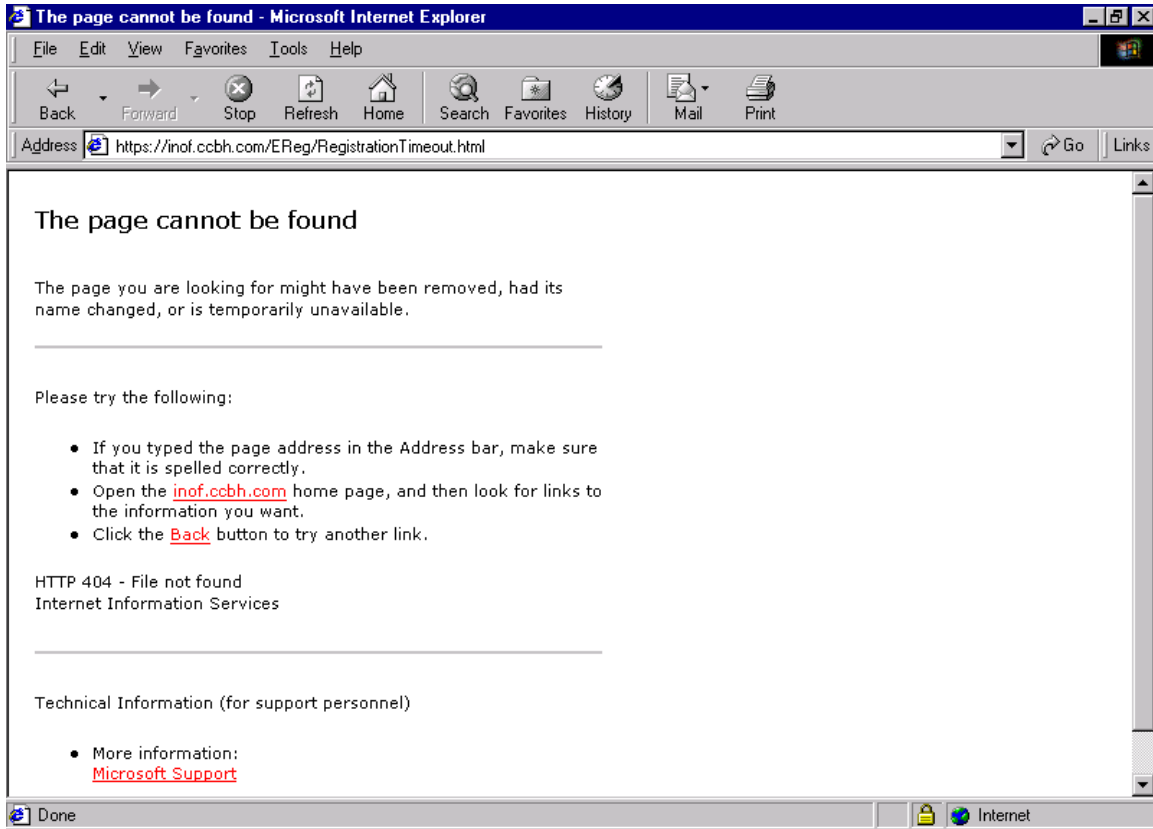 The page cannot be found - Microsoft Internet Explorer
File Edit View Favorites Tools Help
Back Forward Stop Refresh Home Search Favorites History Mail Print
Address https://inof.ccbh.com/EReg/RegistrationTimeout.html Go Links
The page cannot be found
The page you are looking for might have been removed, had its
name changed, or is temporarily unavailable.
Please try the following:
● If you typed the page address in the Address bar, make sure
that it is spelled correctly.
● Open the inof.ccbh.com home page, and then look for links to
the information you want.
● Click the Back button to try another link.
HTTP 404 - File not found
Internet Information Services
Technical Information (for support personnel)
● More information:
Microsoft Support
Done Internet